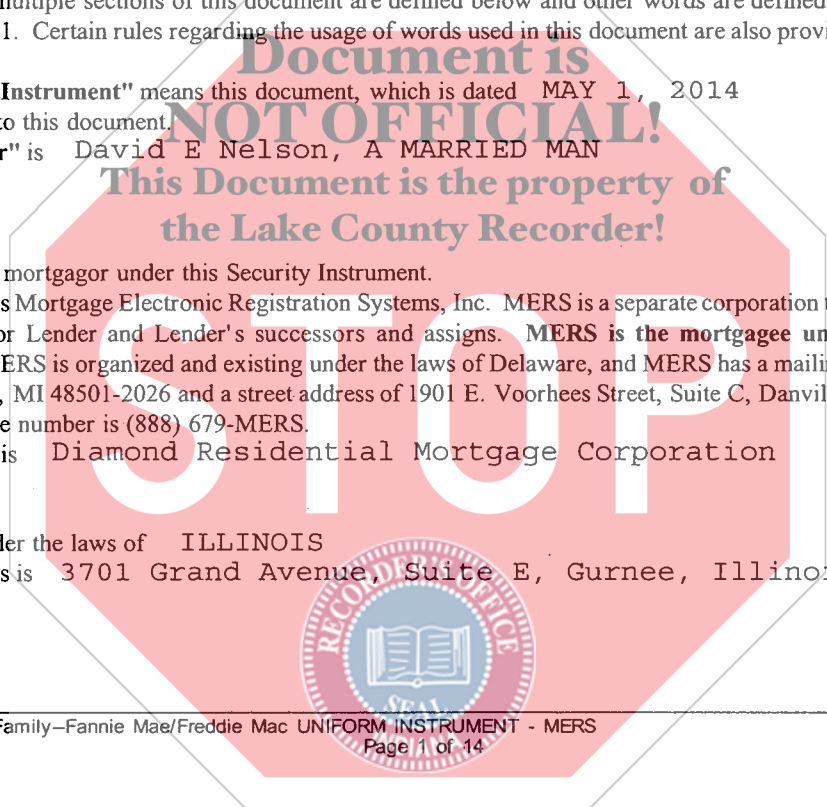 multiple sections of this document are defined below and other words are defined
1. Certain rules regarding the usage of words used in this document are also provi
Document is
Instrument" means this document, which is dated MAY 1, 2014
NOT OFFICIAL!
to this document.
r" is David E Nelson, A MARRIED MAN
This Document is the property of
the Lake County Recorder!
mortgagor under this Security Instrument.
s Mortgage Electronic Registration Systems, Inc. MERS is a separate corporation t
or Lender and Lender's successors and assigns. MERS is the mortgagee un
ERS is organized and existing under the laws of Delaware, and MERS has a maili
, MI 48501-2026 and a street address of 1901 E. Voorhees Street, Suite C, Danvil
e number is (888) 679-MERS.
STOP
is Diamond Residential Mortgage Corporation
der the laws of ILLINOIS
s is 3701 Grand Avenue, Suite E, Gurnee, Illinoi
RECORDER'S OFFICE
SEAL
INDIANA
Family–Fannie Mae/Freddie Mac UNIFORM INSTRUMENT - MERS
Page 1 of 14